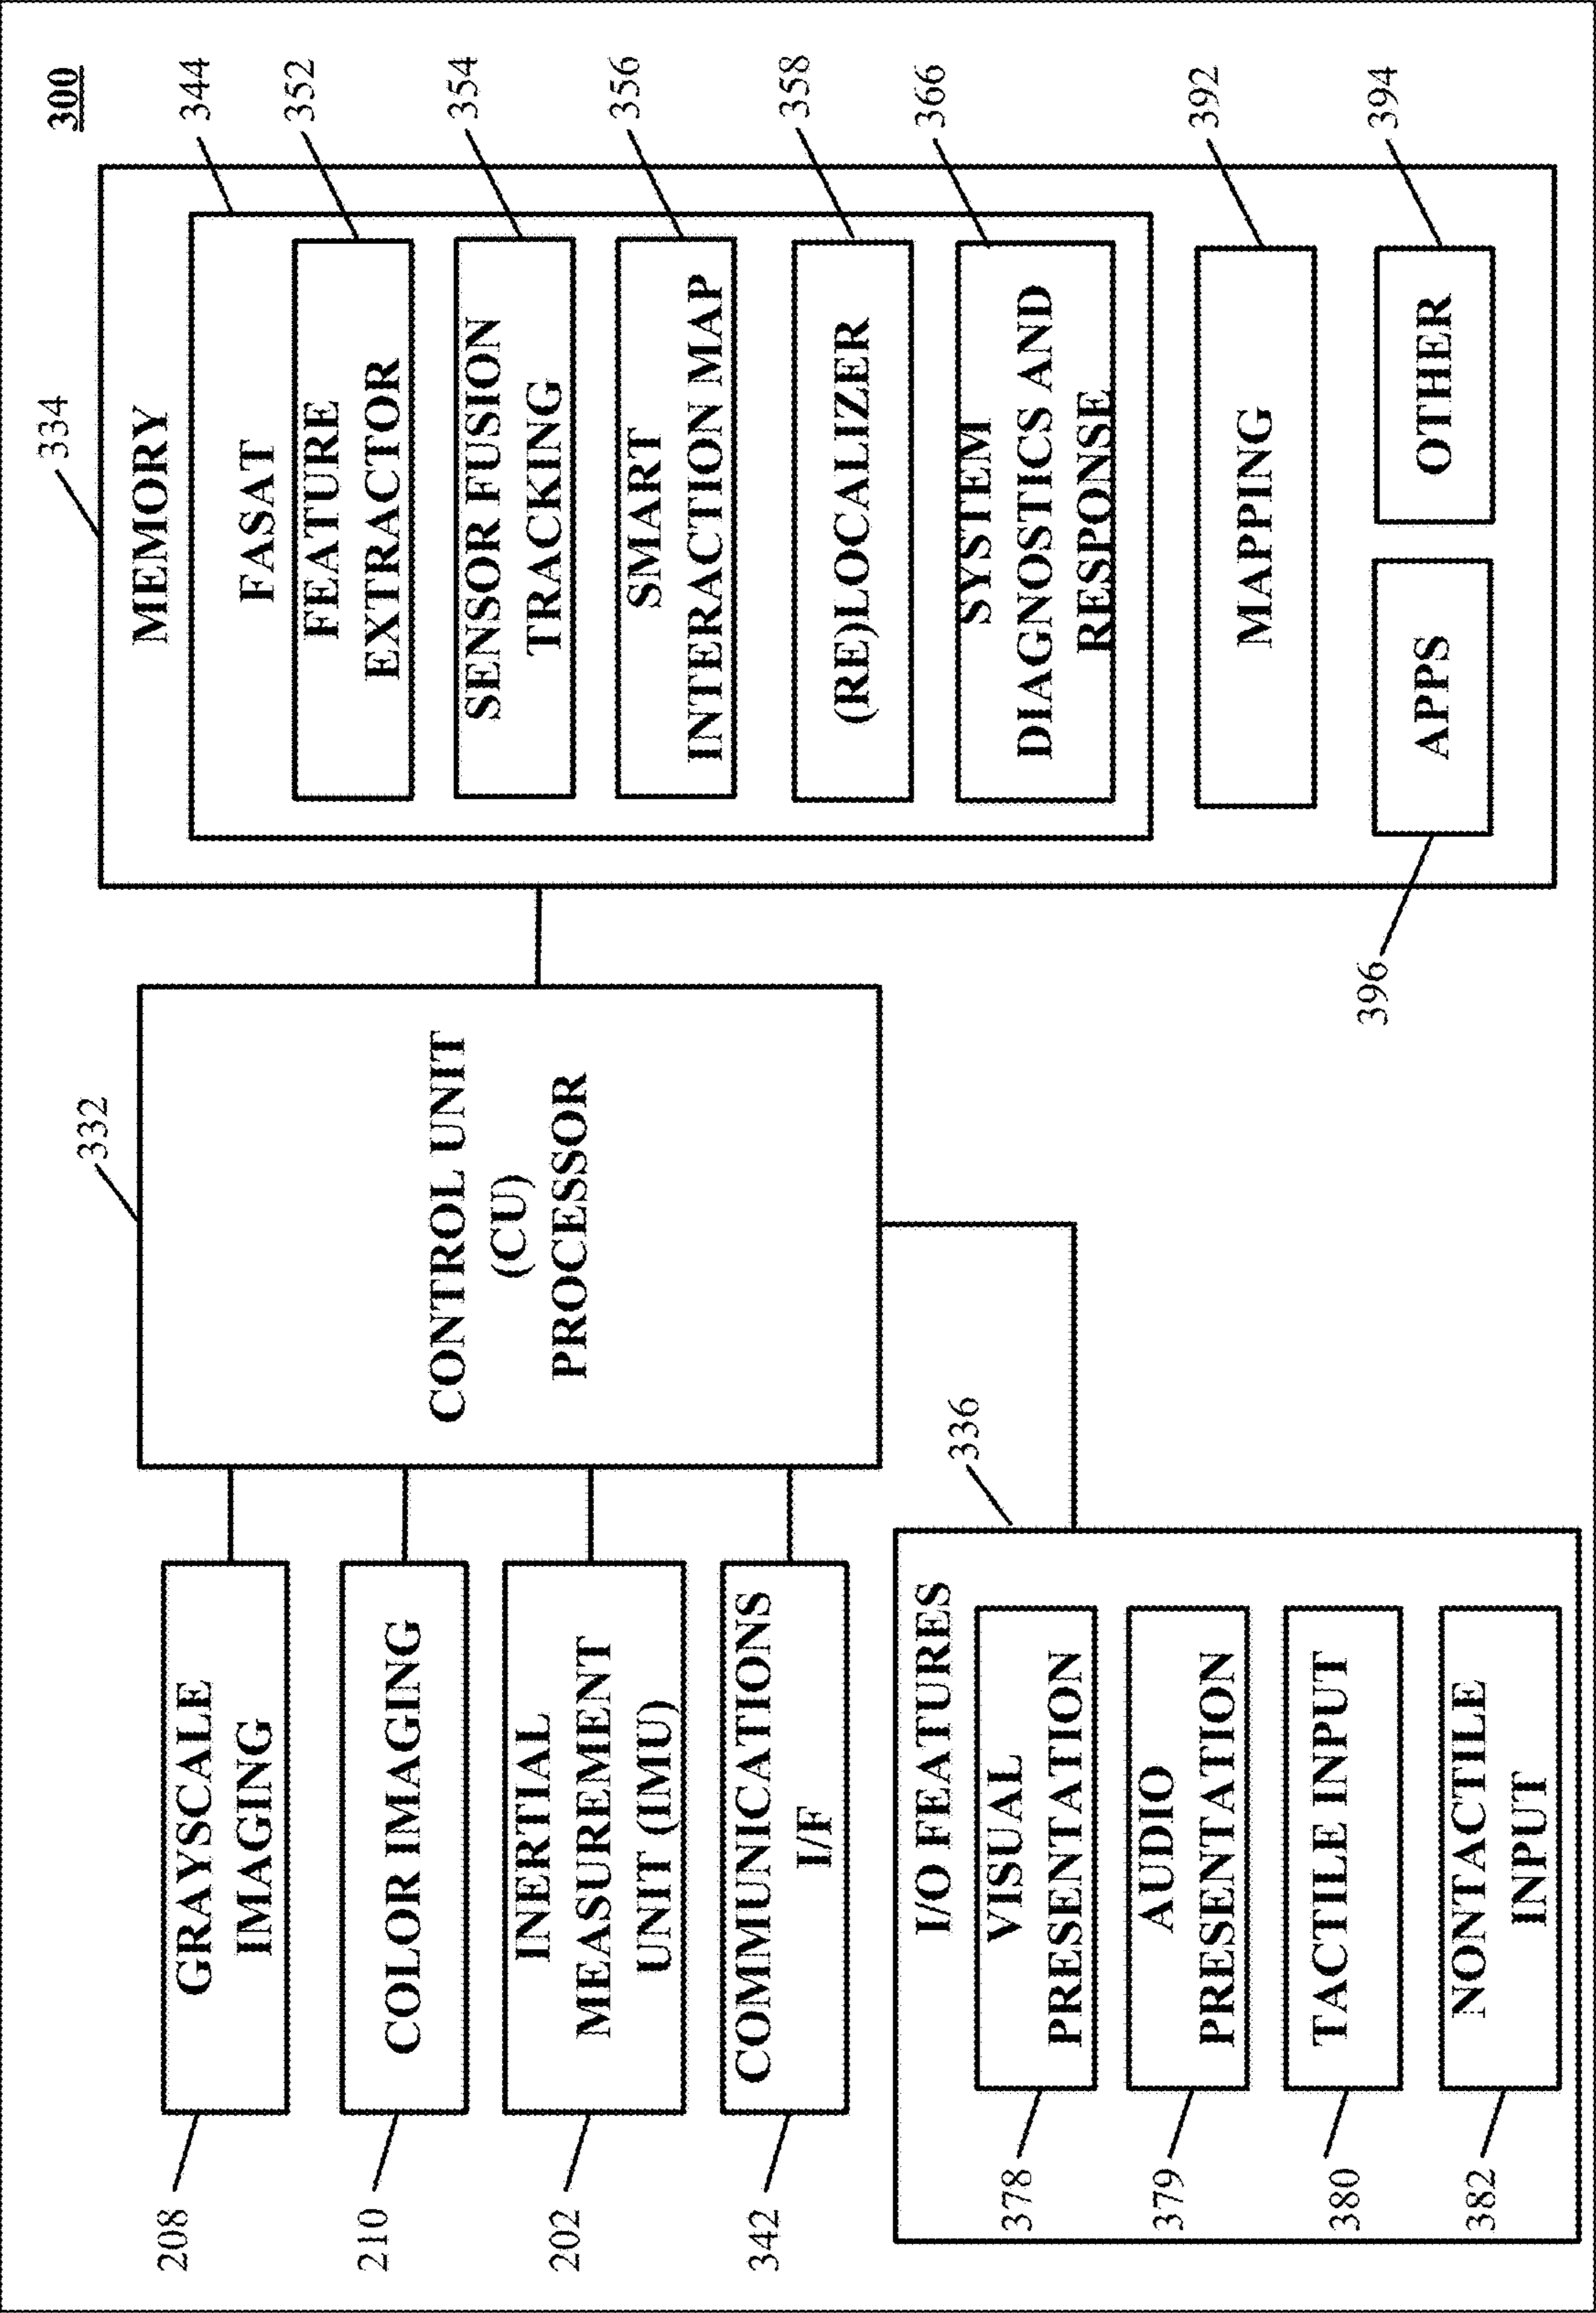 300
208
GRAYSCALE
IMAGING
210
COLOR IMAGING
202
INERTIAL
MEASUREMENT
UNIT (IMU)
342
COMMUNICATIONS
I/F
332
CONTROL UNIT
(CU)
PROCESSOR
336
I/O FEATURES
378
VISUAL
PRESENTATION
379
AUDIO
PRESENTATION
380
TACTILE INPUT
382
NONTACTILE
INPUT
334
MEMORY
344
FASAT
352
FEATURE
EXTRACTOR
354
SENSOR FUSION
TRACKING
356
SMART
INTERACTION MAP
358
(RE)LOCALIZER
366
SYSTEM
DIAGNOSTICS AND
RESPONSE
392
MAPPING
396
APPS
394
OTHER